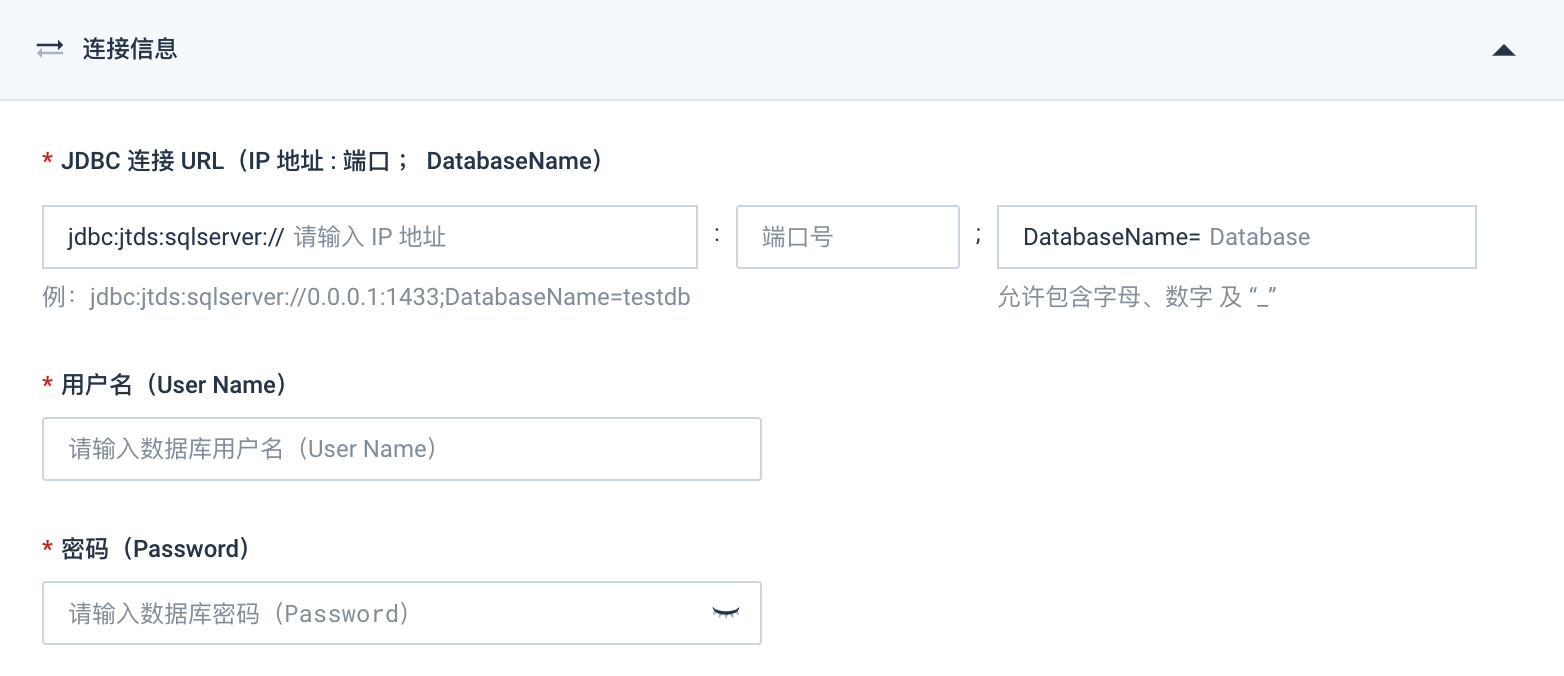 连接信息
* JDBC 连接 URL（IP 地址 : 端口 ； DatabaseName）
jdbc:jtds:sqlserver:// 请输入 IP 地址 : 端口号 ; DatabaseName= Database
例：jdbc:jtds:sqlserver://0.0.0.1:1433;DatabaseName=testdb 允许包含字母、数字 及 “_”
* 用户名（User Name）
请输入数据库用户名（User Name）
* 密码（Password）
请输入数据库密码（Password）